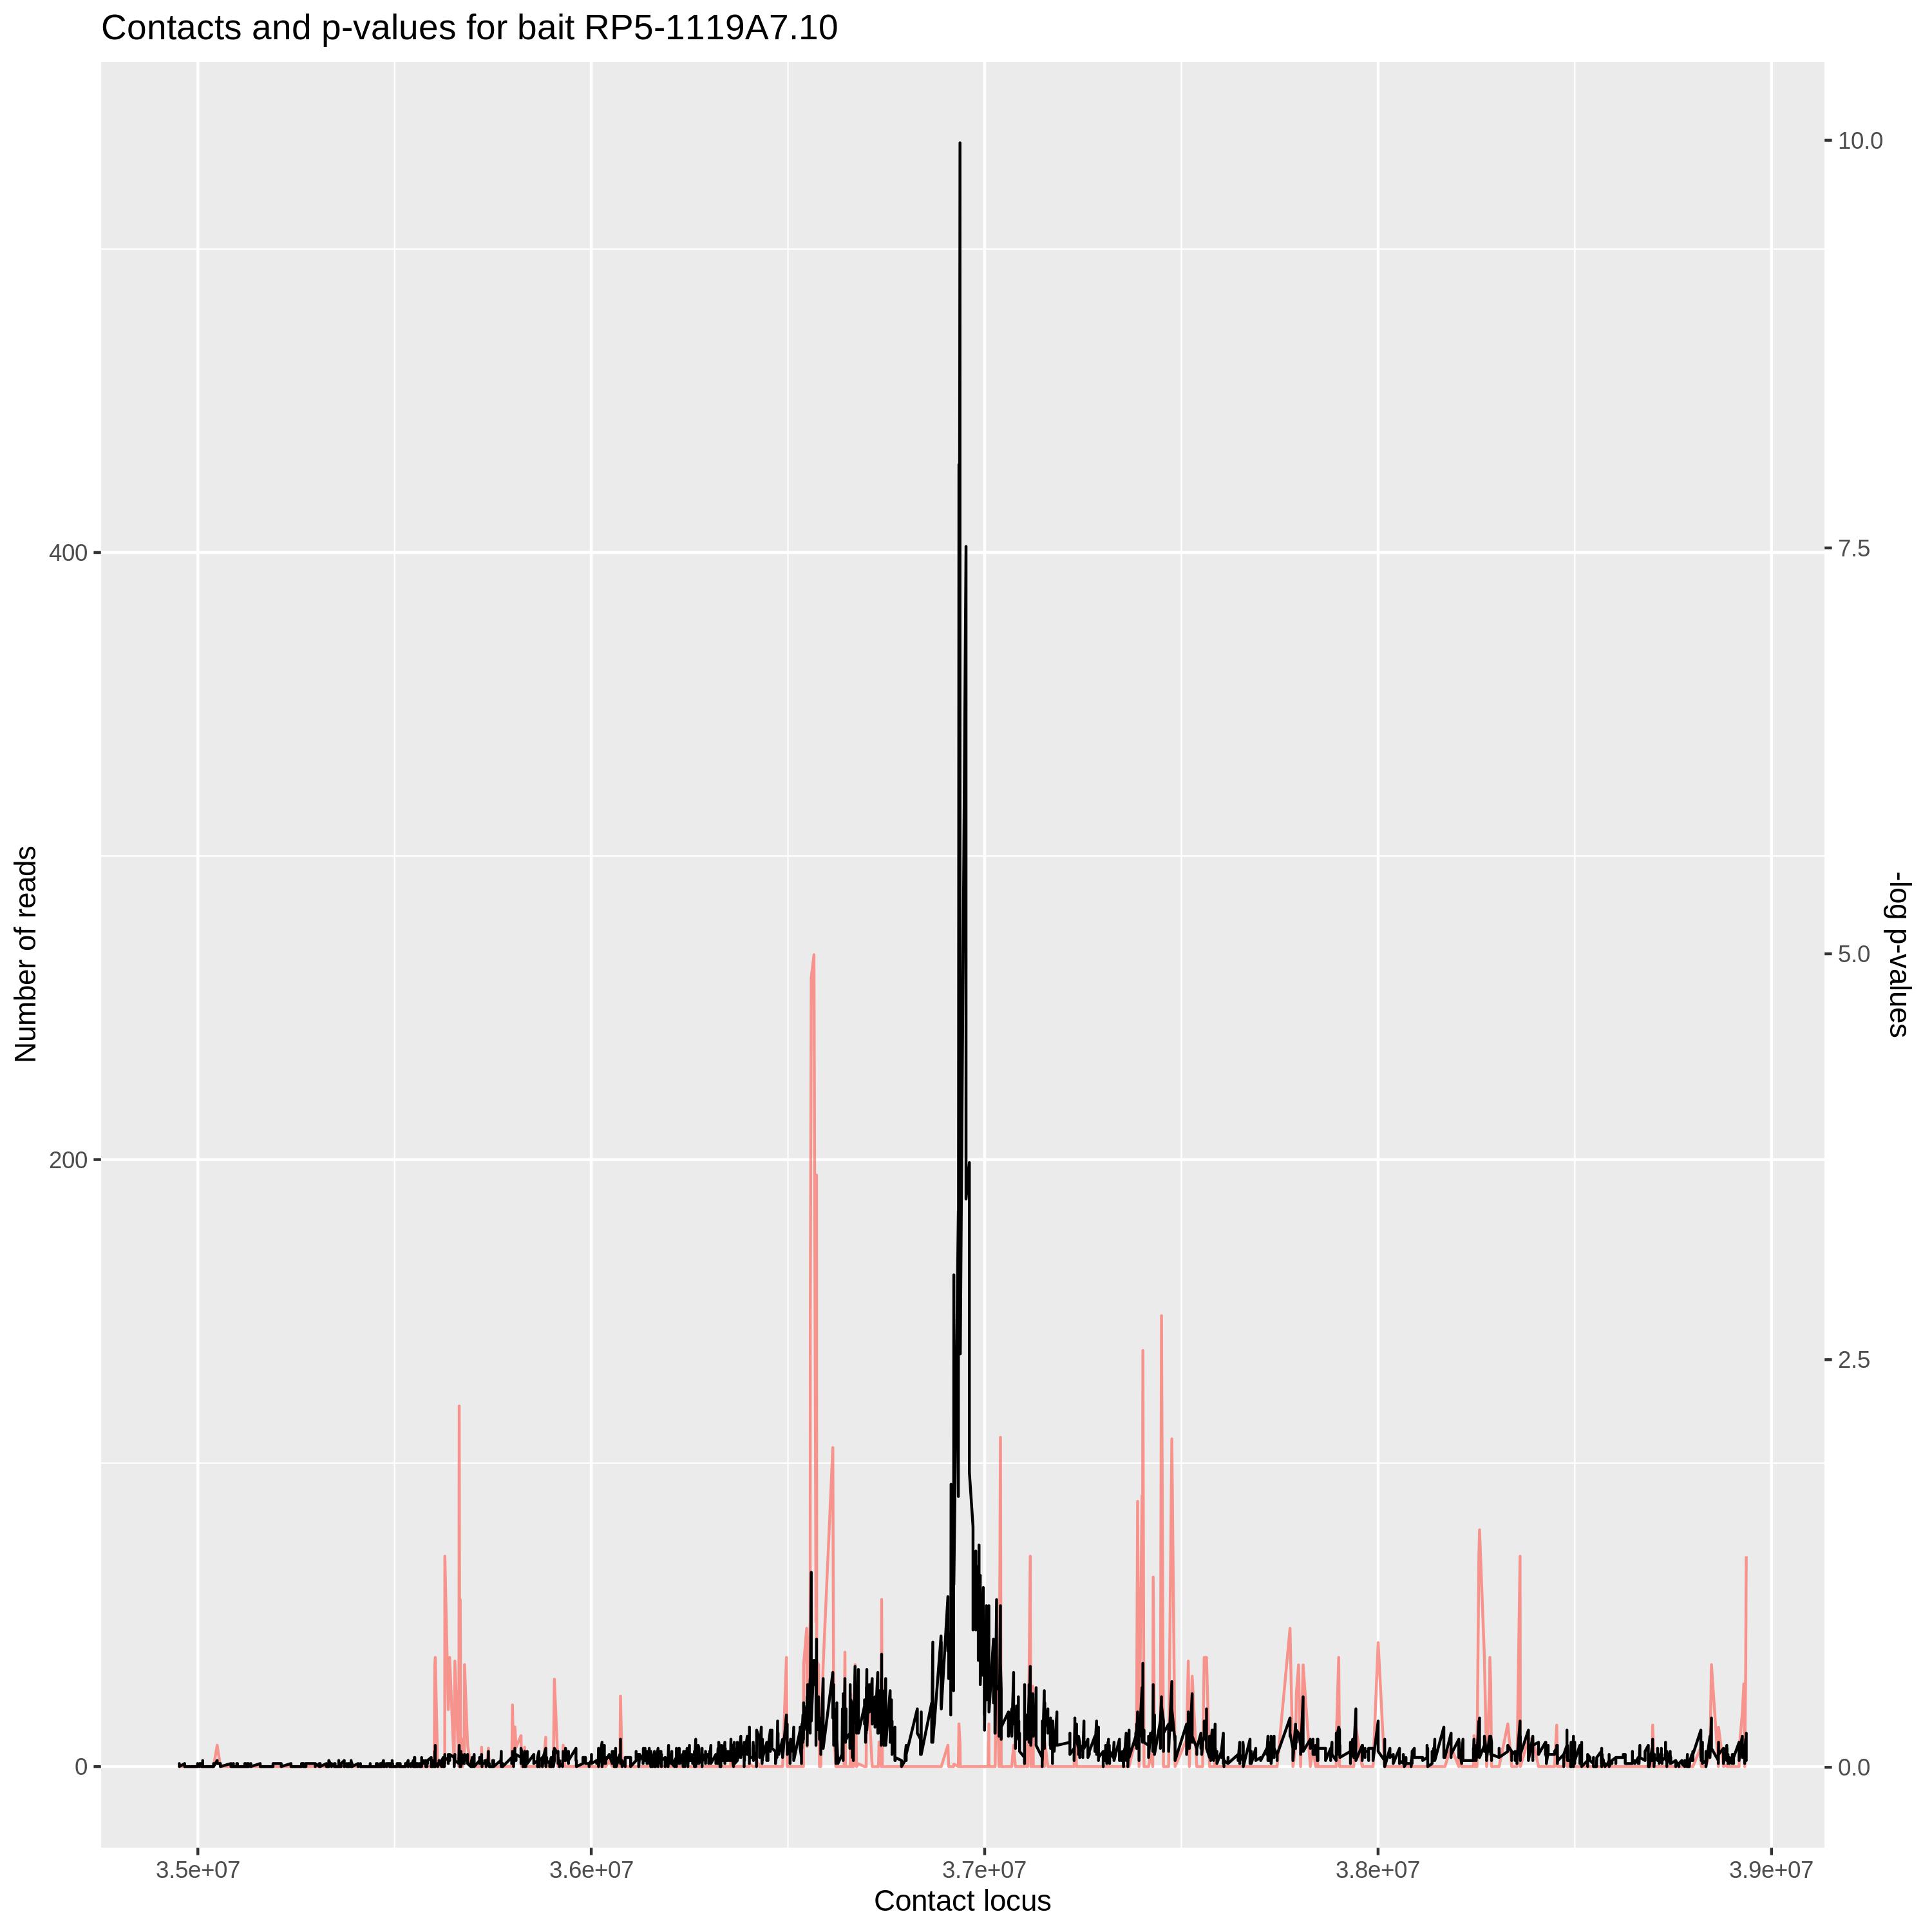 Contacts and p-values for bait RP5-1119A7.10
10.0
400
7.5
Number of reads
-log p-values
5.0
200
2.5
0
0.0
3.5e+07
3.6e+07
3.7e+07
3.8e+07
3.9e+07
Contact locus